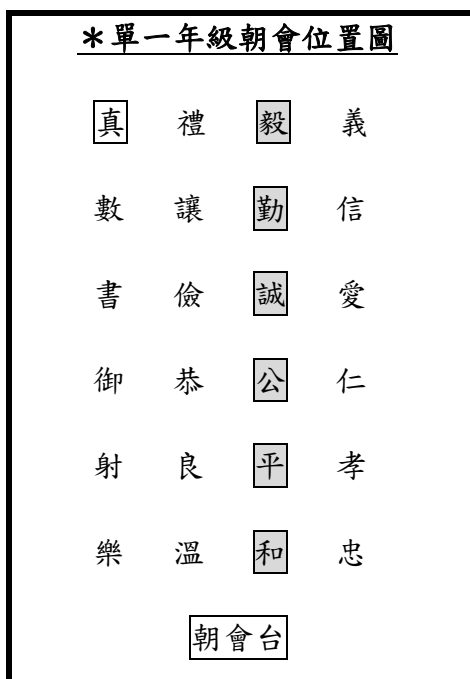 ＊單一年級朝會位置圖
真 禮 毅 義
數 讓 勤 信
書 儉 誠 愛
御 恭 公 仁
射 良 平 孝
樂 溫 和 忠
朝會台